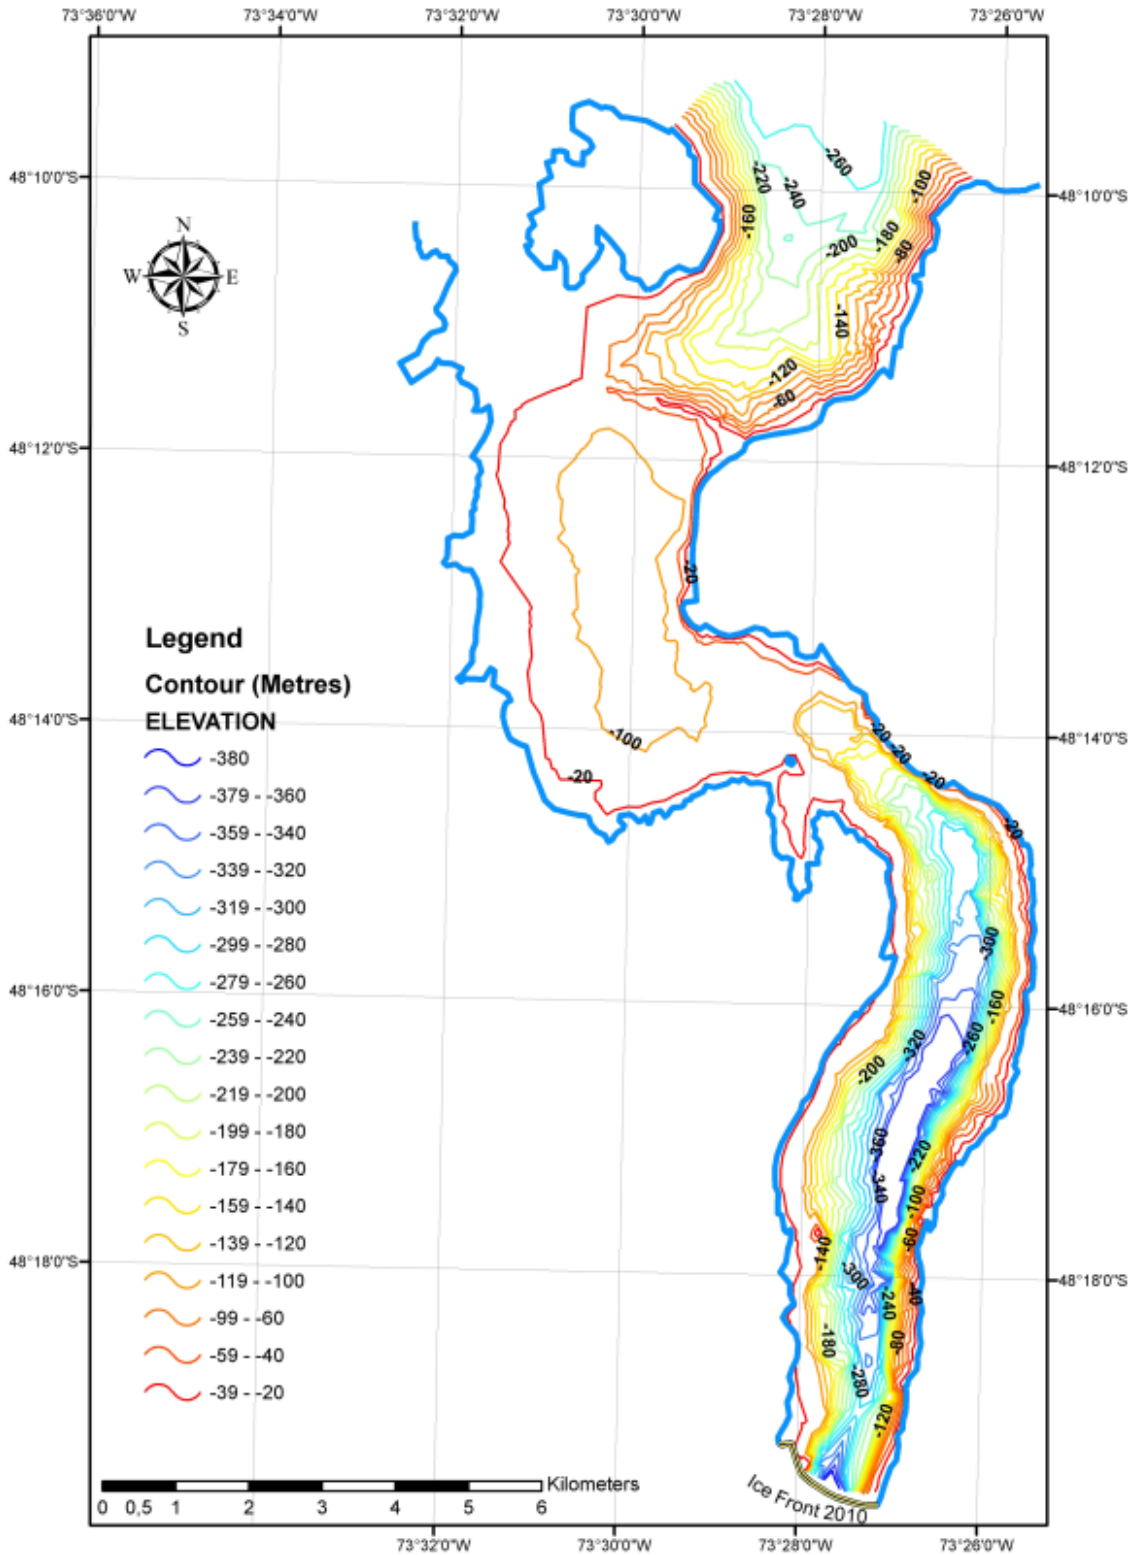 73°36'0"W 73°34'0"W 73°32'0"W 73°30'0"W 73°28'0"W 73°26'0"W
48°10'0"S
48°10'0"S
48°12'0"S
48°12'0"S
48°14'0"S
48°14'0"S
48°16'0"S
48°16'0"S
48°18'0"S
48°18'0"S
N
W E
S
-260
-220
-240
-100
-160
-180
-200
-80
-140
-120
-60
-20
-100
-20
-20
-20
-20
-20
-300
-160
-260
-320
-200
-360
-220
-340
-100
-60
-140
-300
-240
-40
-180
-80
-280
-120
Legend
Contour (Metres)
ELEVATION
-380
-379 - -360
-359 - -340
-339 - -320
-319 - -300
-299 - -280
-279 - -260
-259 - -240
-239 - -220
-219 - -200
-199 - -180
-179 - -160
-159 - -140
-139 - -120
-119 - -100
-99 - -60
-59 - -40
-39 - -20
Kilometers
0 0,5 1 2 3 4 5 6
Ice Front 2010
73°32'0"W 73°30'0"W 73°28'0"W 73°26'0"W